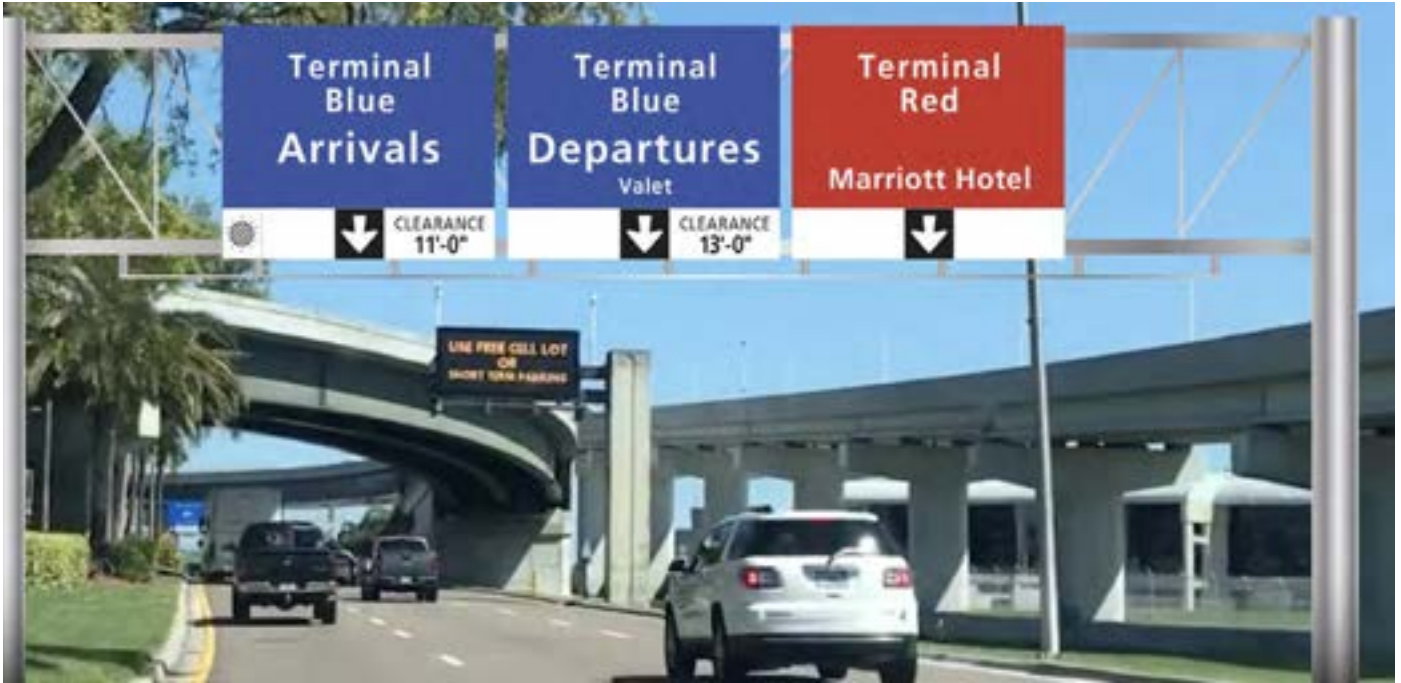 Terminal
Blue
Arrivals
CLEARANCE
11'-0"
Terminal
Blue
Departures
Valet
CLEARANCE
13'-0"
Terminal
Red
Marriott Hotel
USE FREE CELL LOT
OR
SHORT TERM PARKING